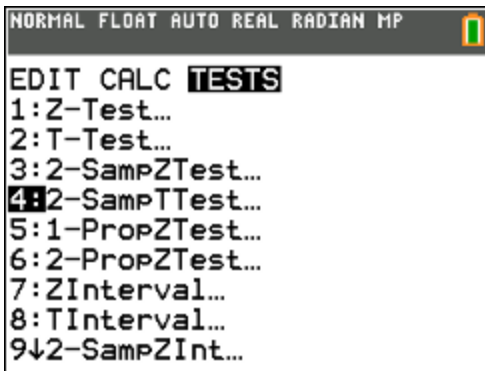 NORMAL FLOAT AUTO REAL RADIAN MP
EDIT CALC TESTS
1:Z-Test…
2:T-Test…
3:2-SampZTest…
4:2-SampTTest…
5:1-PropZTest…
6:2-PropZTest…
7:ZInterval…
8:TInterval…
9↓2-SampZInt…